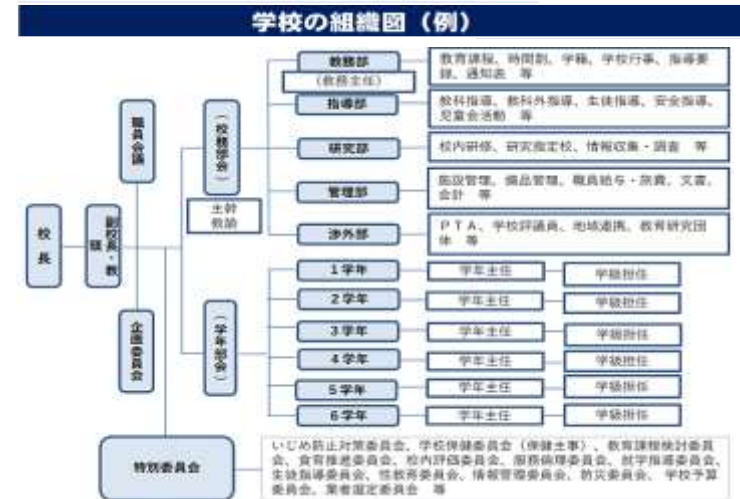 学校の組織図（例）
校長
副校長・教頭
職員会議
企画委員会
（校務部会）
主幹
教諭
（学年部会）
教務部
（教務主任）
教育課程、時間割、学籍、学校行事、指導要
録、通知表　等
指導部
教科指導、教科外指導、生徒指導、安全指導、
児童会活動　等
研究部
校内研修、研究指定校、情報収集・調査　等
管理部
施設管理、備品管理、職員給与・旅費、文書、
会計　等
渉外部
ＰＴＡ、学校評議員、地域連携、教育研究団
体　等
１学年
学年主任
学級担任
２学年
学年主任
学級担任
３学年
学年主任
学級担任
４学年
学年主任
学級担任
５学年
学年主任
学級担任
６学年
学年主任
学級担任
特別委員会
いじめ防止対策委員会、学校保健委員会（保健主事）、教育課程検討委員
会、食育推進委員会、校内評価委員会、服務倫理委員会、就学指導委員会、
生徒指導委員会、性教育委員会、情報管理委員会、防災委員会、学校予算
委員会、業者選定委員会　等